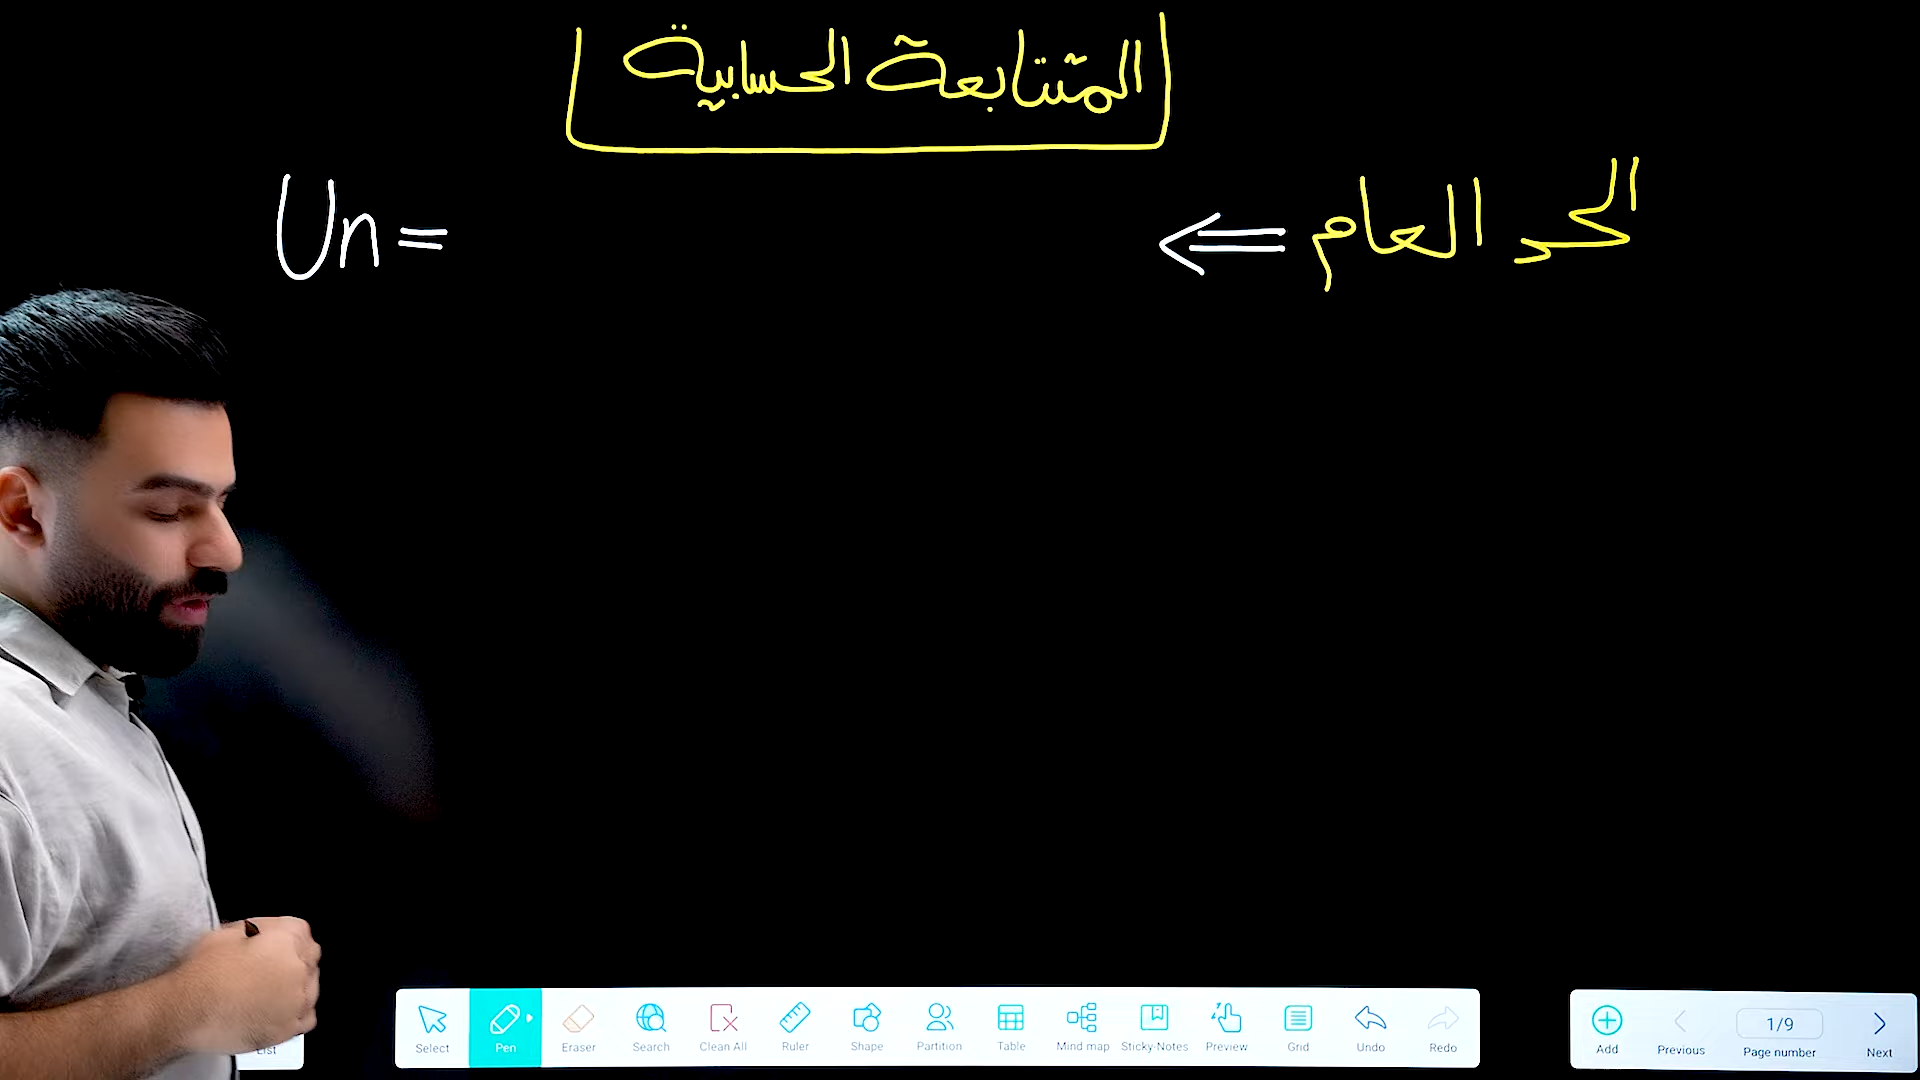 المتتابعة الحسابية
الحد العام ⇐ Un=
List
Select Pen Eraser Search Clean All Ruler Shape Partition Table Mind map Sticky-Notes Preview Grid Undo Redo
Add Previous 1/9 Page number Next